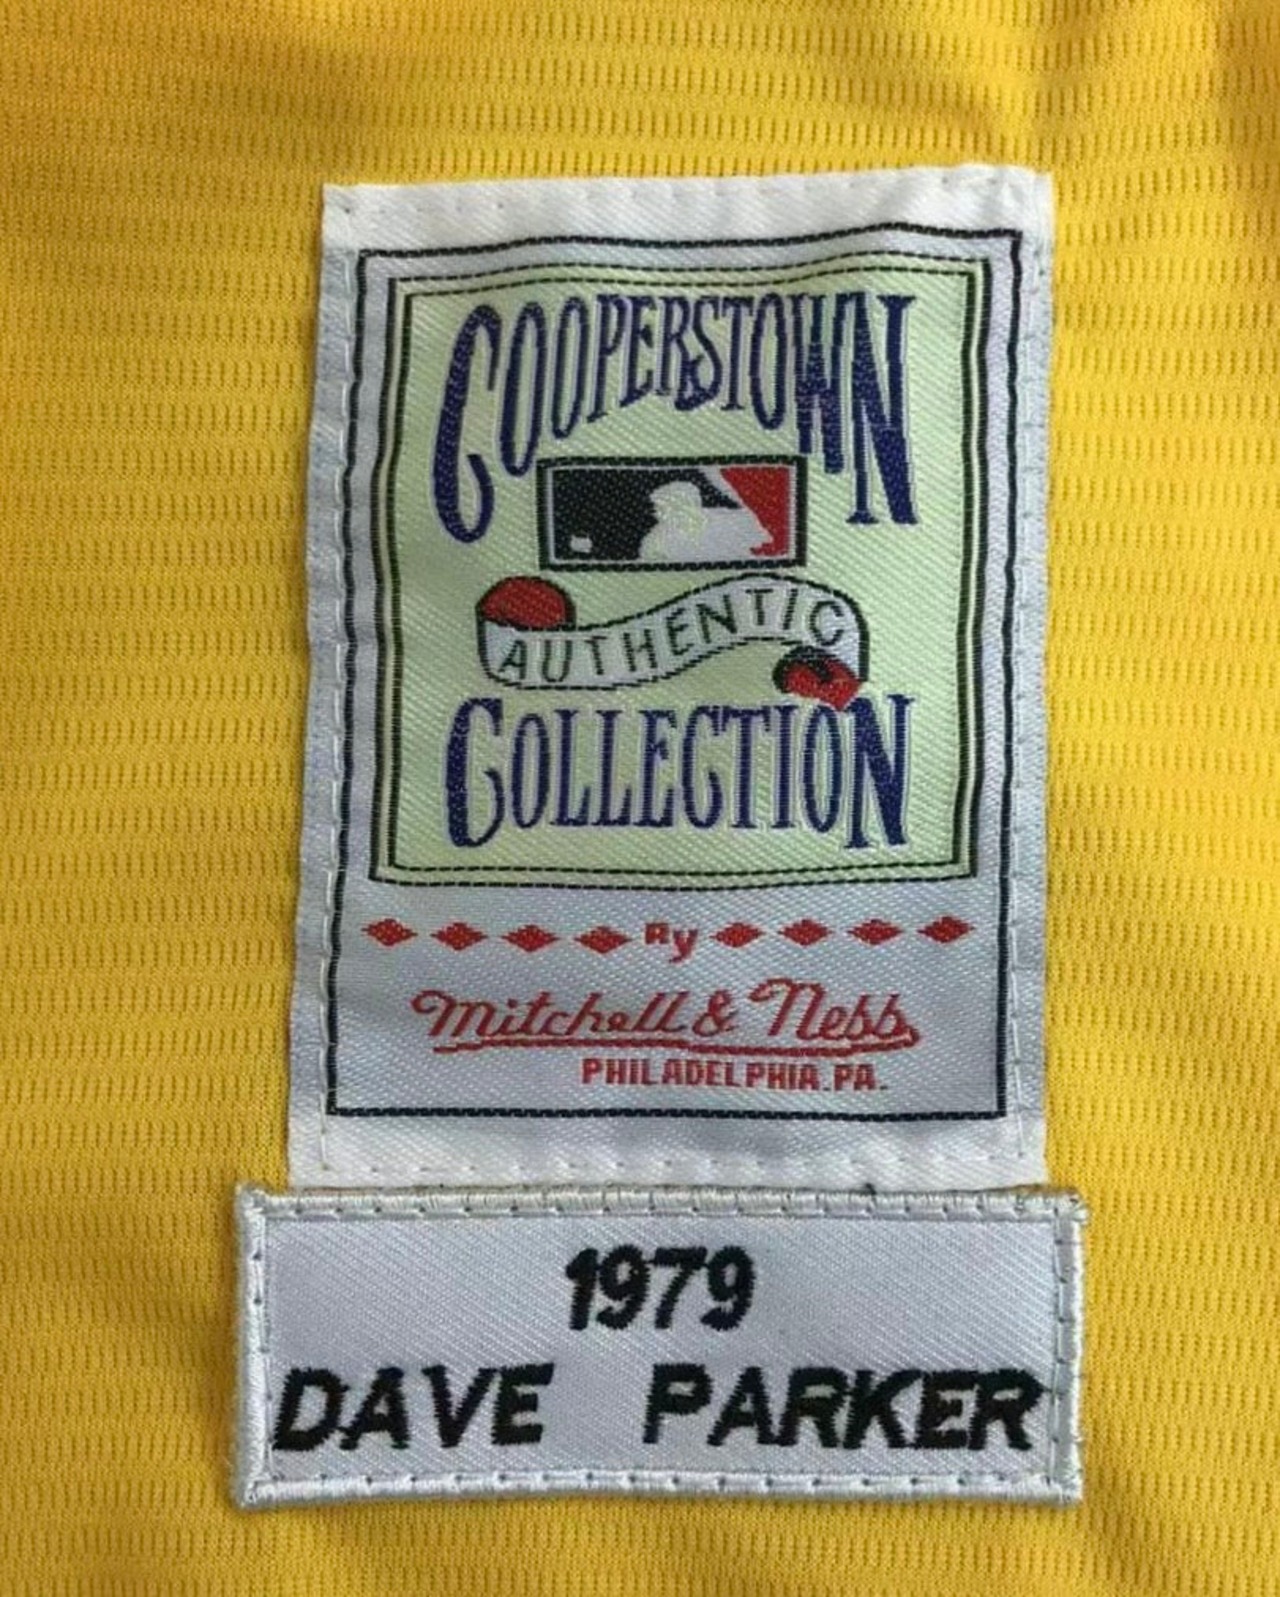 COOPERSTOWN
AUTHENTIC
COLLECTION
By
Mitchell & Ness
PHILADELPHIA.PA.
1979
DAVE PARKER